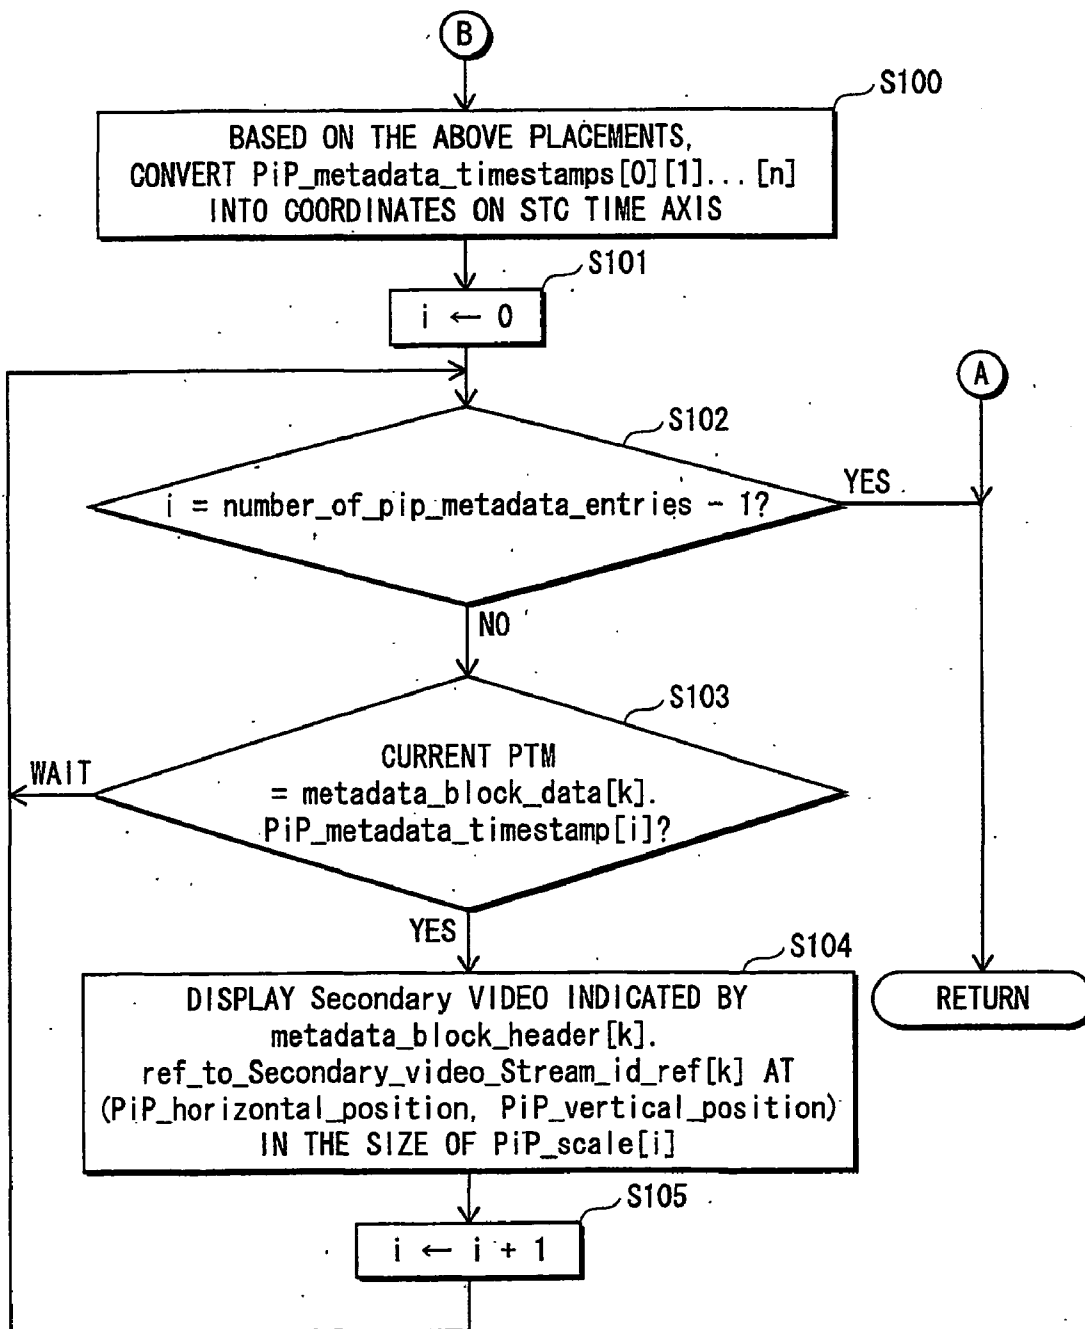 B
S100
BASED ON THE ABOVE PLACEMENTS,
CONVERT PiP_metadata_timestamps[0][1]...[n]
INTO COORDINATES ON STC TIME AXIS
S101
i ← 0
A
S102
YES
i = number_of_pip_metadata_entries - 1?
NO
S103
WAIT
CURRENT PTM
= metadata_block_data[k].
PiP_metadata_timestamp[i]?
YES
S104
DISPLAY Secondary VIDEO INDICATED BY
metadata_block_header[k].
ref_to_Secondary_video_Stream_id_ref[k] AT
(PiP_horizontal_position, PiP_vertical_position)
IN THE SIZE OF PiP_scale[i]
RETURN
S105
i ← i + 1